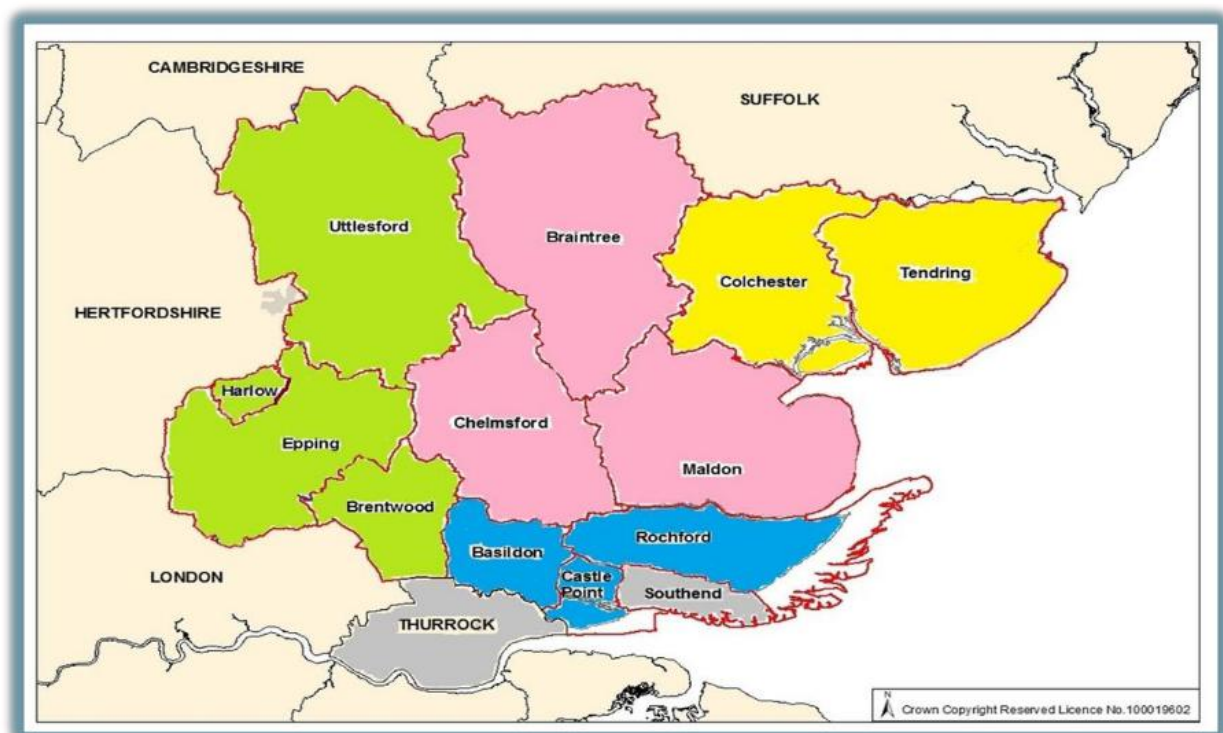 CAMBRIDGESHIRE
SUFFOLK
Uttlesford
Braintree
Colchester
Tendring
HERTFORDSHIRE
Harlow
Epping
Chelmsford
Maldon
Brentwood
Rochford
Basildon
Castle
Point
Southend
LONDON
THURROCK
N
Crown Copyright Reserved Licence No.100019602